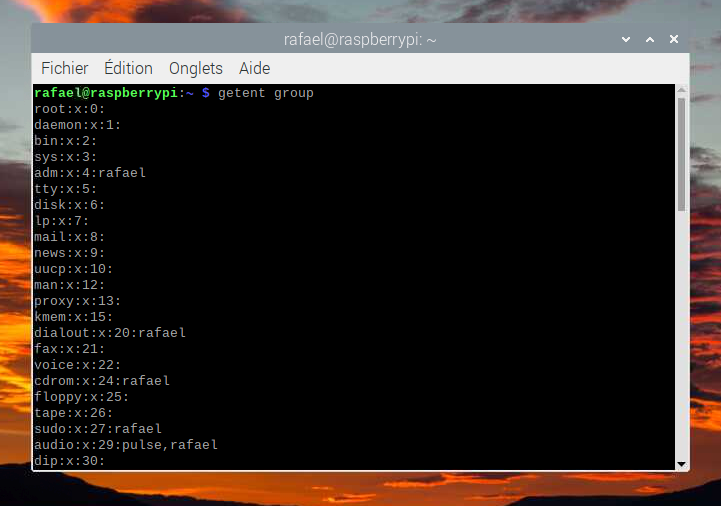 rafael@raspberrypi: ~
Fichier Édition Onglets Aide
rafael@raspberrypi:~ $ getent group
root:x:0:
daemon:x:1:
bin:x:2:
sys:x:3:
adm:x:4:rafael
tty:x:5:
disk:x:6:
lp:x:7:
mail:x:8:
news:x:9:
uucp:x:10:
man:x:12:
proxy:x:13:
kmem:x:15:
dialout:x:20:rafael
fax:x:21:
voice:x:22:
cdrom:x:24:rafael
floppy:x:25:
tape:x:26:
sudo:x:27:rafael
audio:x:29:pulse,rafael
dip:x:30: